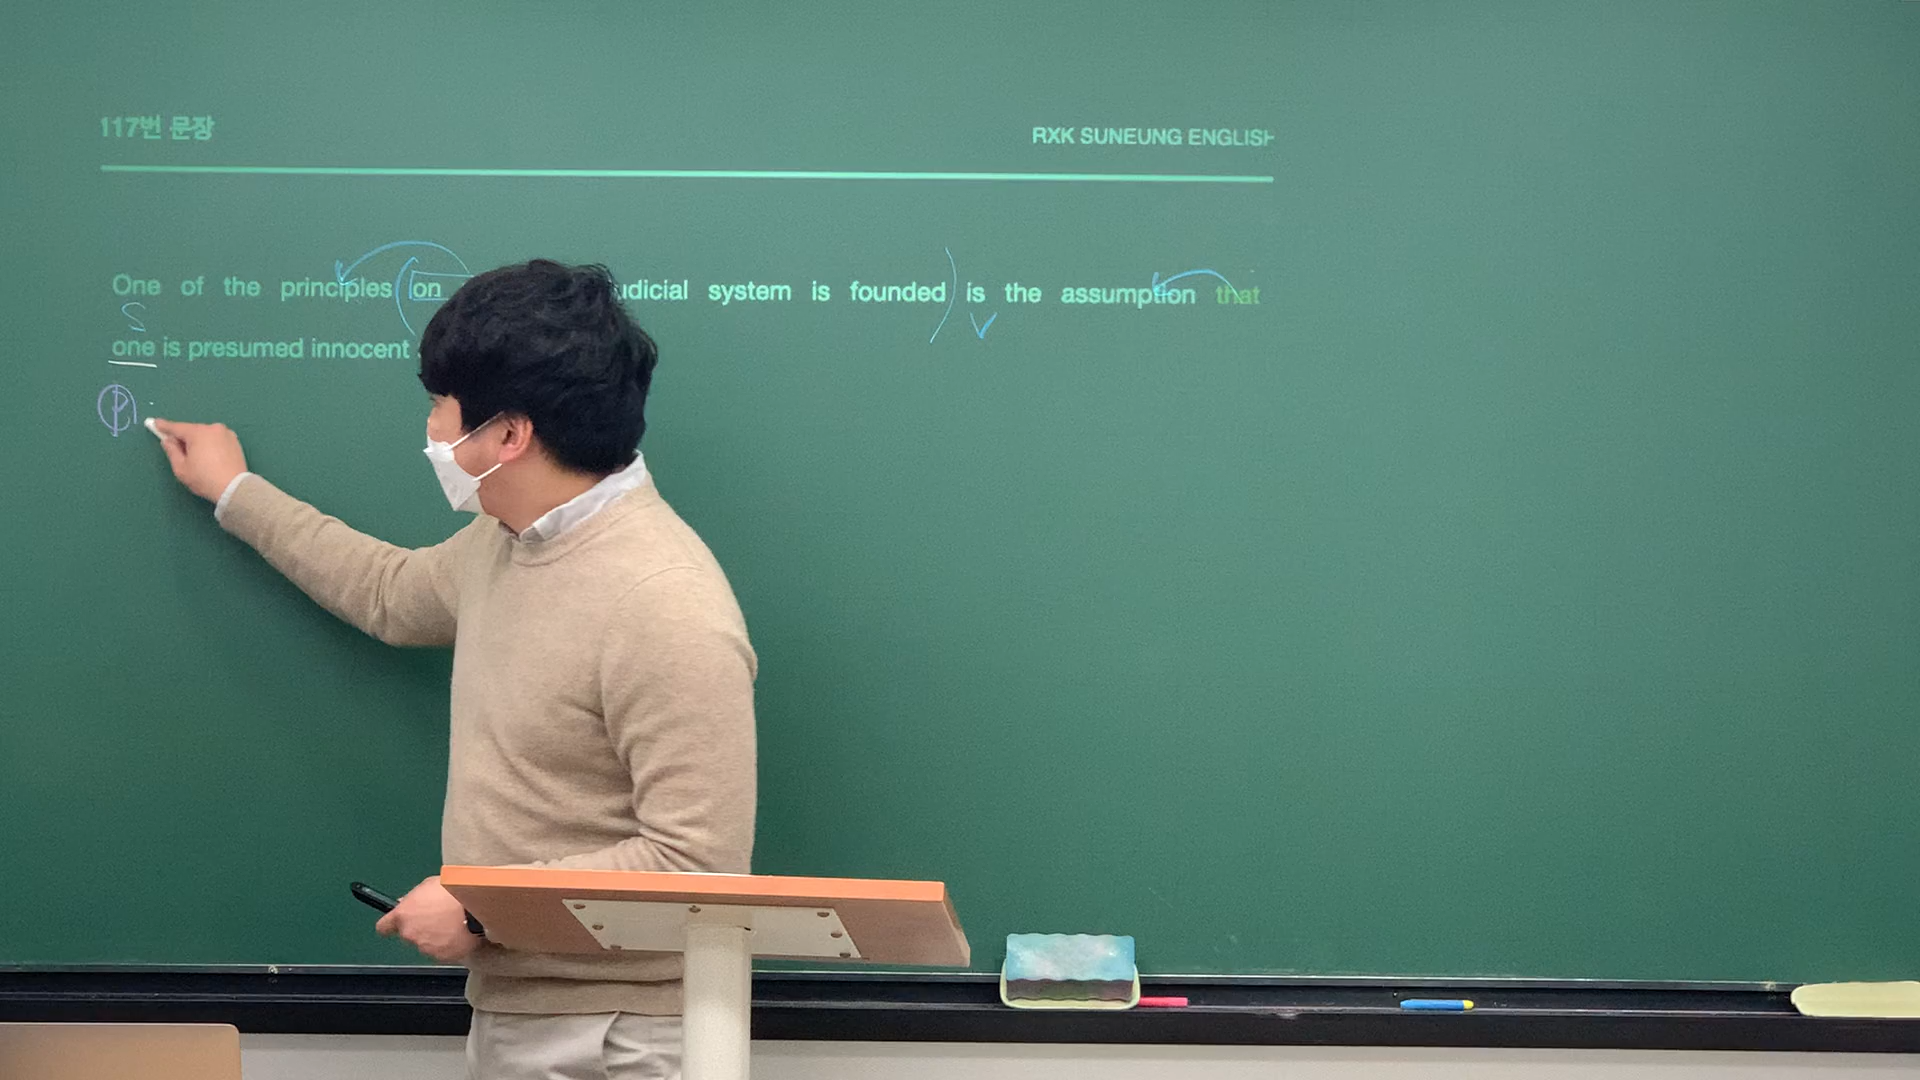 117번 문장
RXK SUNEUNG ENGLISH
One of the principles (on udicial system is founded) is the assumption that
S V
one is presumed innocent